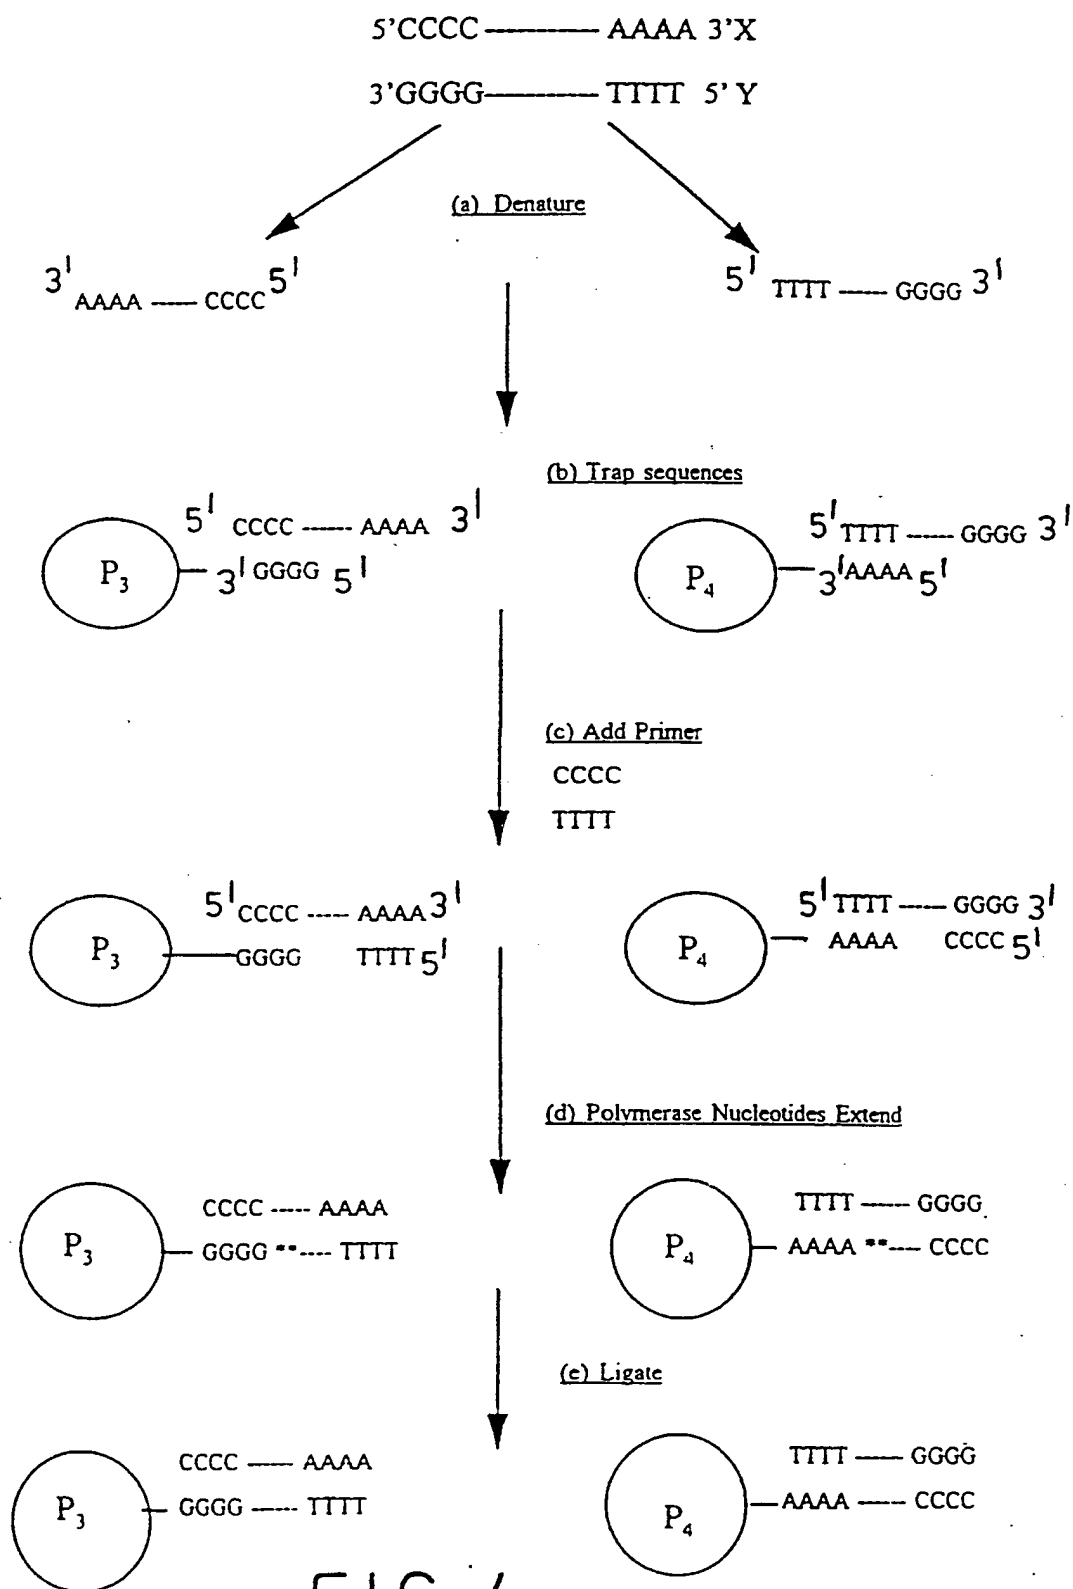 5'CCCC ———— AAAA 3'X
3'GGGG———— TTTT 5' Y
(a) Denature
3' AAAA —— CCCC 5'
5' TTTT —— GGGG 3'
(b) Trap sequences
5' CCCC ----- AAAA 3'
5' TTTT ----- GGGG 3'
P3
3' GGGG 5'
P4
3' AAAA 5'
(c) Add Primer
CCCC
TTTT
5' CCCC ---- AAAA 3'
5' TTTT ----- GGGG 3'
P3
GGGG TTTT 5'
P4
AAAA CCCC 5'
(d) Polymerase Nucleotides Extend
CCCC ----- AAAA
TTTT ----- GGGG
P3
GGGG **---- TTTT
P4
AAAA **---- CCCC
(e) Ligate
CCCC ----- AAAA
TTTT ----- GGGG
P3
GGGG ----- TTTT
P4
AAAA ----- CCCC